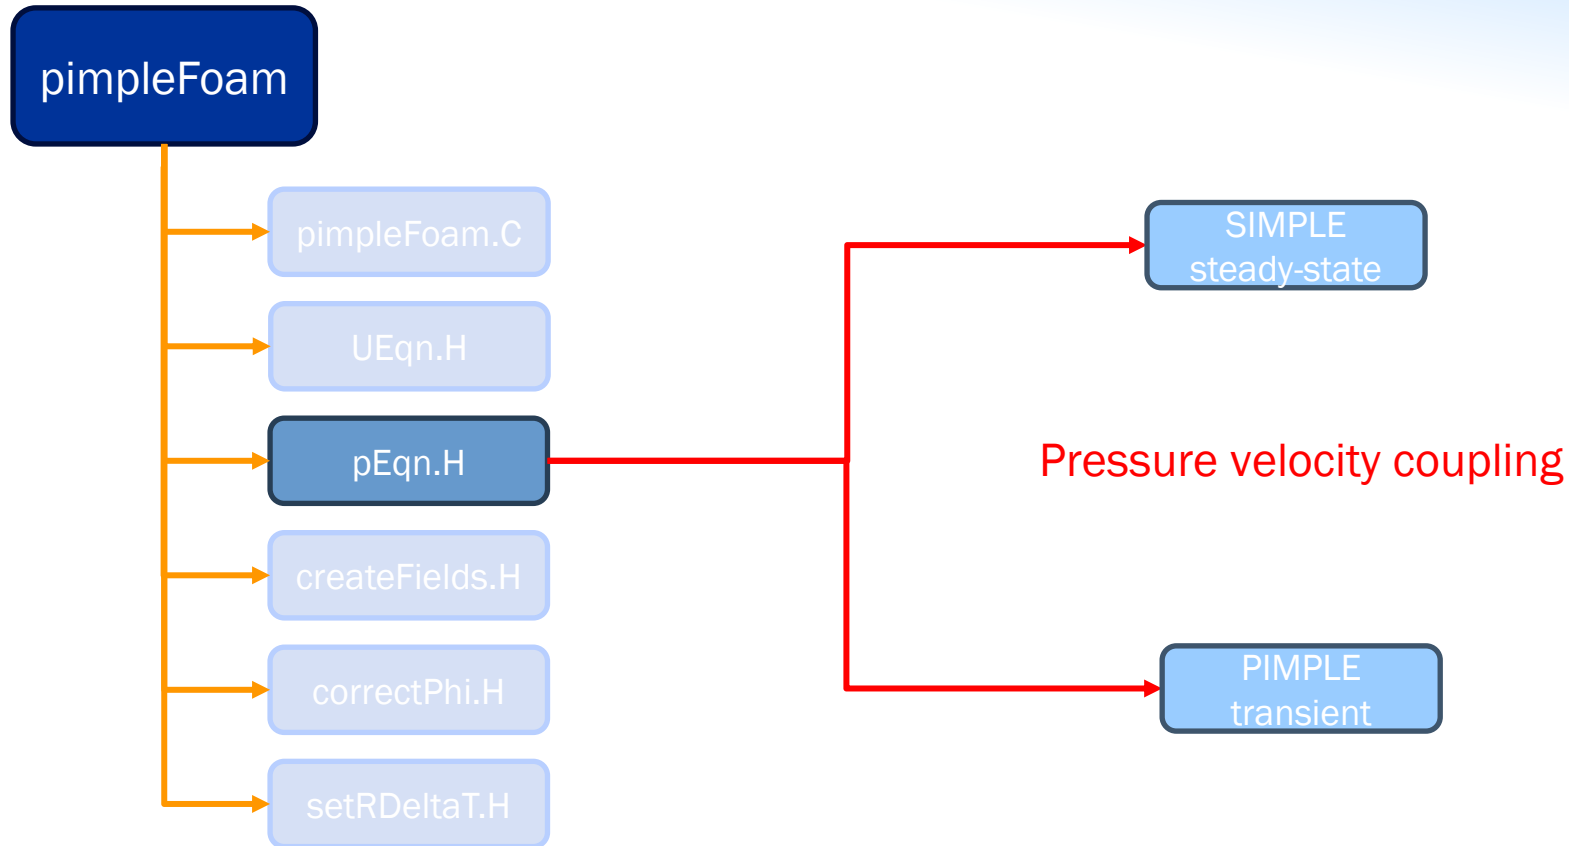 pimpleFoam
pimpleFoam.C
UEqn.H
pEqn.H
createFields.H
correctPhi.H
setRDeltaT.H
SIMPLE
steady-state
Pressure velocity coupling
PIMPLE
transient